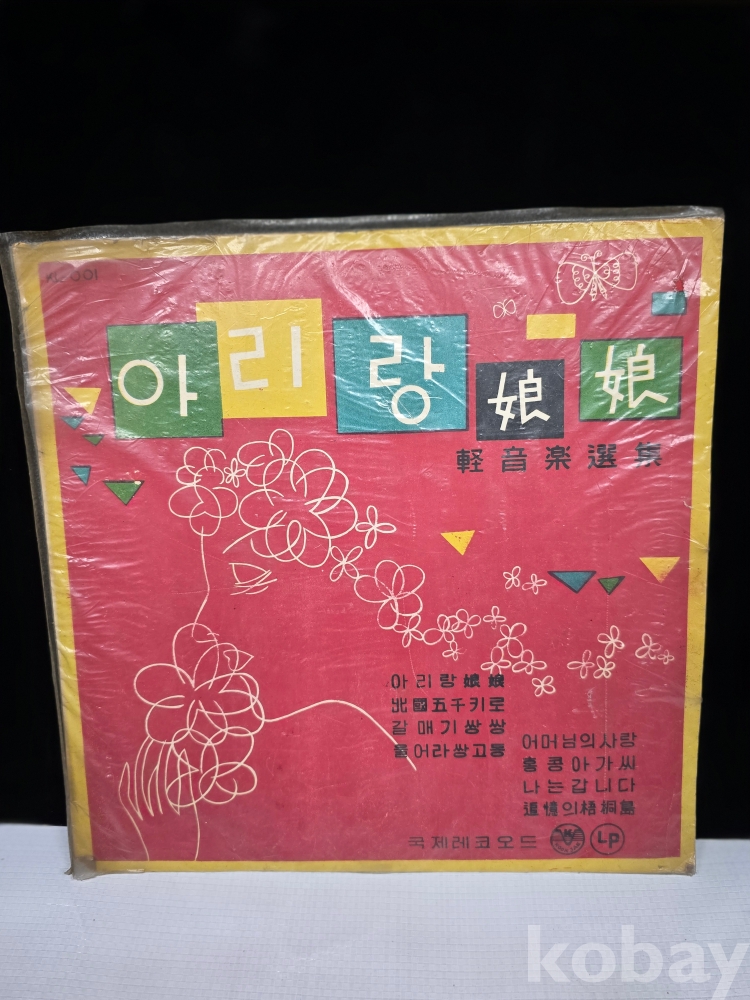 아리랑娘娘
軽音楽選集
아리랑娘娘
北國五千키로
갈매기쌍쌍
불어라쌍고동
어머님의사랑
홍콩아가씨
나는갑니다
追憶의梧桐島
국제레코오드
LP
kobay